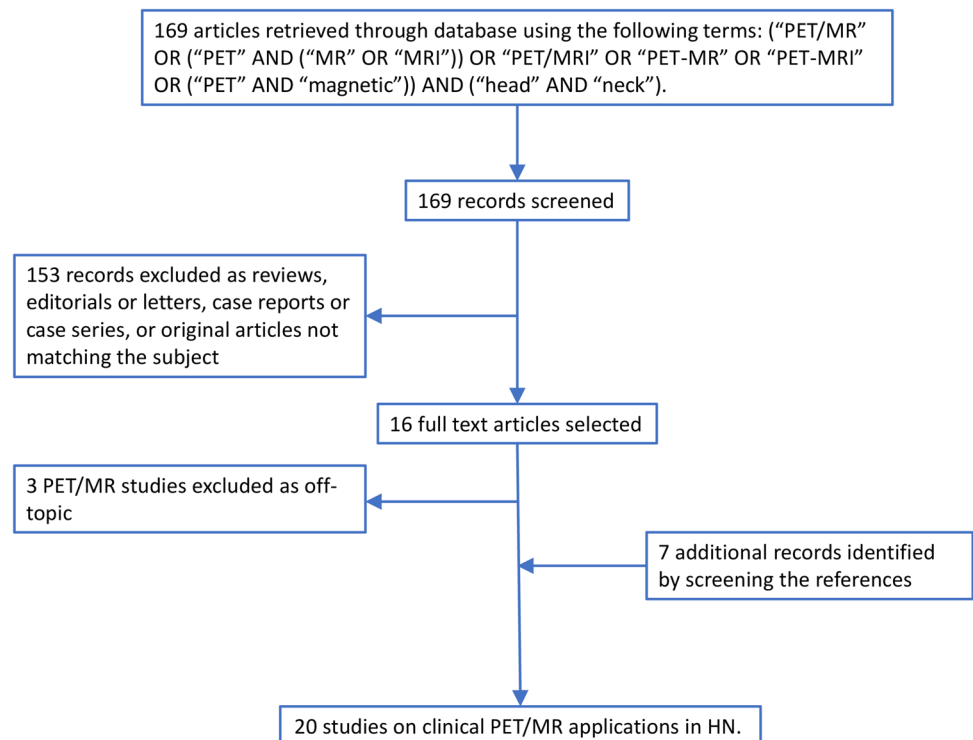 169 articles retrieved through database using the following terms: (“PET/MR”
OR (“PET” AND (“MR” OR “MRI”)) OR “PET/MRI” OR “PET-MR” OR “PET-MRI”
OR (“PET” AND “magnetic”)) AND (“head” AND “neck”).
169 records screened
153 records excluded as reviews,
editorials or letters, case reports or
case series, or original articles not
matching the subject
16 full text articles selected
3 PET/MR studies excluded as off-
topic
7 additional records identified
by screening the references
20 studies on clinical PET/MR applications in HN.